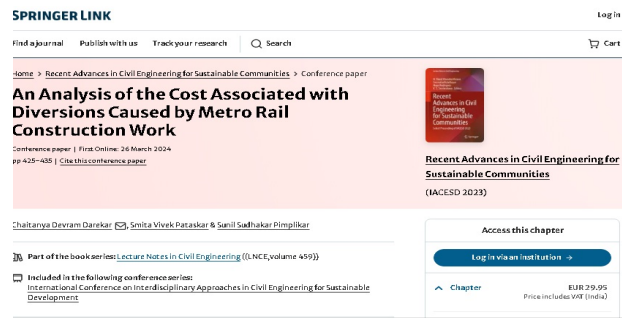 SPRINGER LINK
Log in
Find a journal Publish with us Track your research Search
Cart
Home > Recent Advances in Civil Engineering for Sustainable Communities > Conference paper
An Analysis of the Cost Associated with
Diversions Caused by Metro Rail
Construction Work
Conference paper | First Online: 26 March 2024
pp 425–435 | Cite this conference paper
Recent
Advances in Civil
Engineering
for Sustainable
Communities
Recent Advances in Civil Engineering for
Sustainable Communities
(IACESD 2023)
Chaitanya Devram Darekar, Smita Vivek Pataskar & Sunil Sudhakar Pimplikar
Part of the book series: Lecture Notes in Civil Engineering ((LNCE,volume 459))
Included in the following conference series:
International Conference on Interdisciplinary Approaches in Civil Engineering for Sustainable
Development
Access this chapter
Log in via an institution →
Chapter EUR 29.95
Price includes VAT (India)